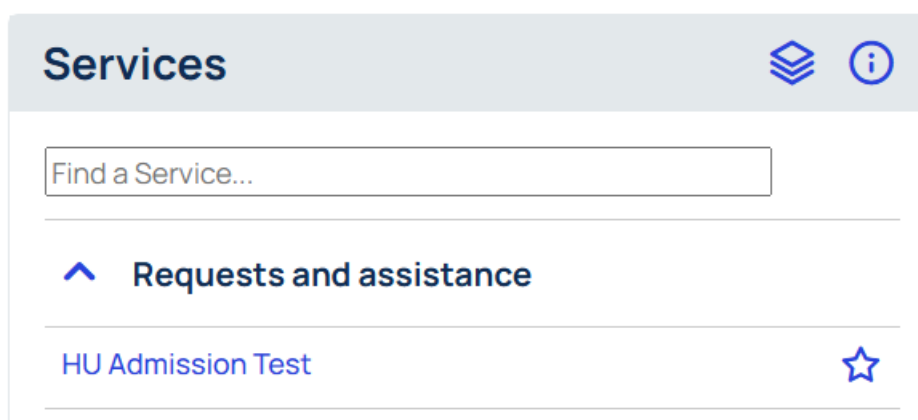 Services
Find a Service...
Requests and assistance
HU Admission Test